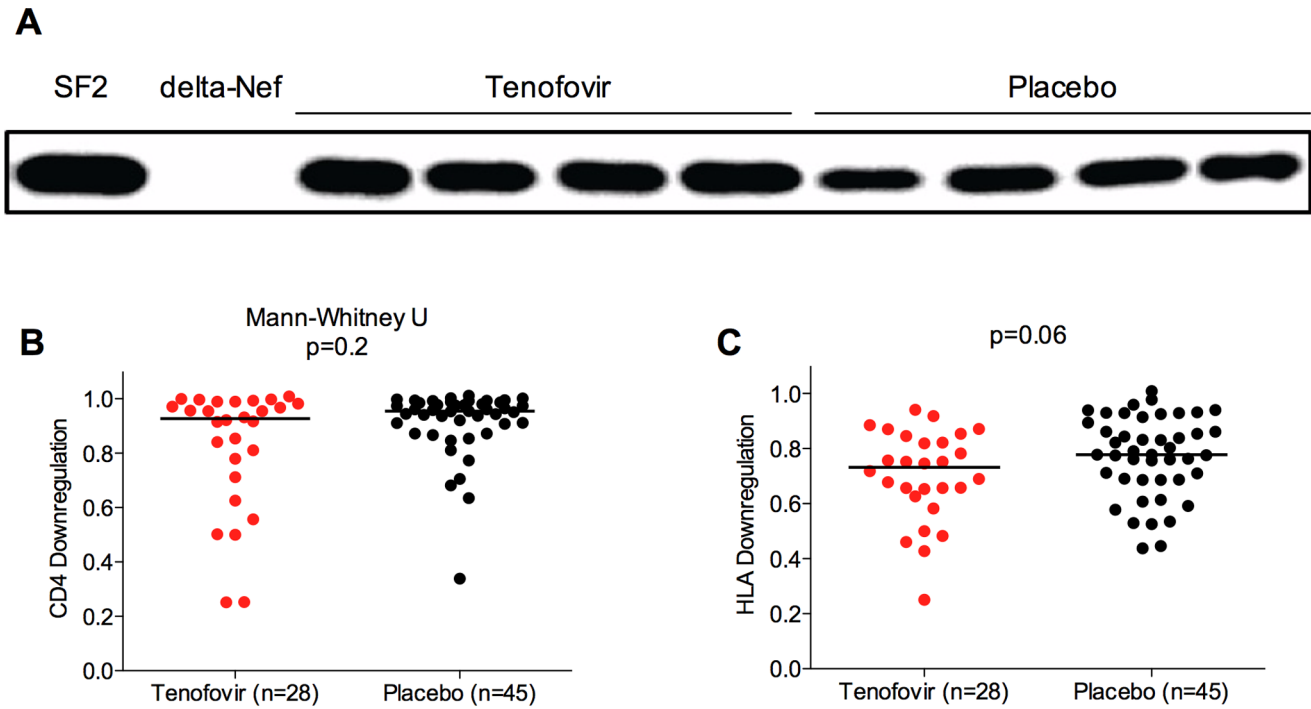 A
SF2 delta-Nef Tenofovir Placebo
B
Mann-Whitney U
p=0.2
CD4 Downregulation
1.0
0.8
0.6
0.4
0.2
0.0
Tenofovir (n=28) Placebo (n=45)
C
p=0.06
HLA Downregulation
1.0
0.8
0.6
0.4
0.2
0.0
Tenofovir (n=28) Placebo (n=45)